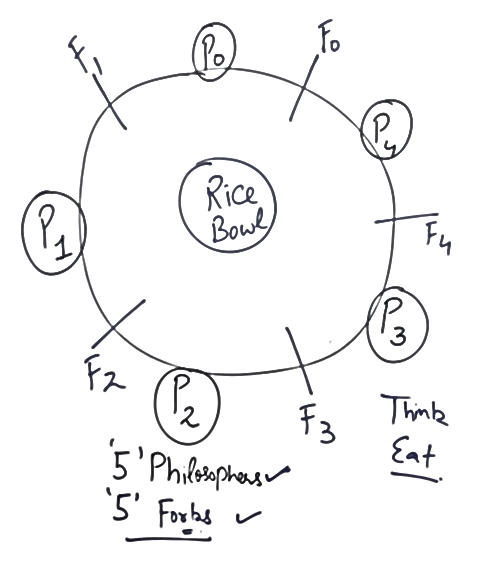 P0
F0
F1
P4
Rice
Bowl
P1
F4
P3
F2
P2
F3
Think
Eat
'5' Philosophers ✓
'5' Forks ✓